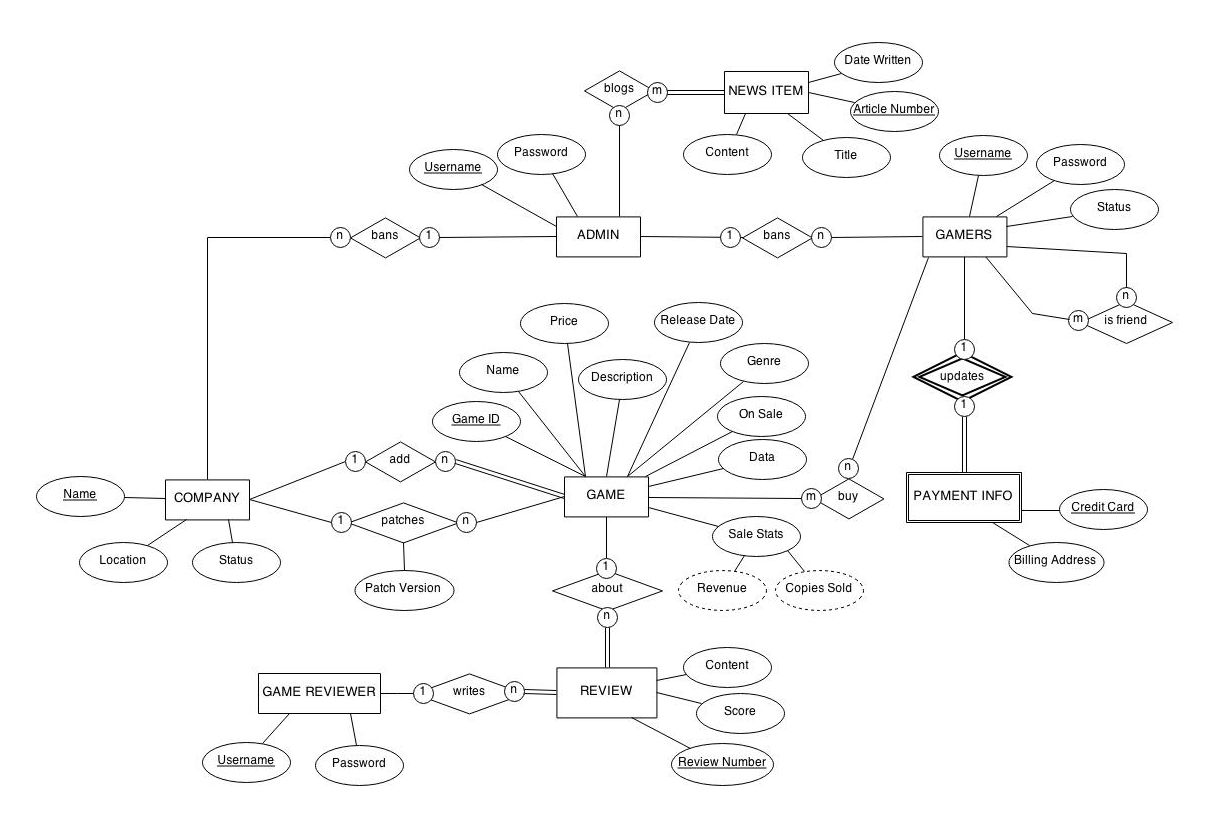 Date Written
blogs
m
NEWS ITEM
Article Number
n
Content
Title
Username
Password
Username
Password
Status
n
bans
1
ADMIN
1
bans
n
GAMERS
n
m
is friend
Price
Release Date
1
Name
Description
Genre
updates
1
Game ID
On Sale
1
add
n
Data
n
Name
COMPANY
GAME
m
buy
PAYMENT INFO
Credit Card
1
patches
n
Sale Stats
Location
Status
Billing Address
1
Patch Version
about
Revenue
Copies Sold
n
Content
GAME REVIEWER
1
writes
n
REVIEW
Score
Username
Password
Review Number